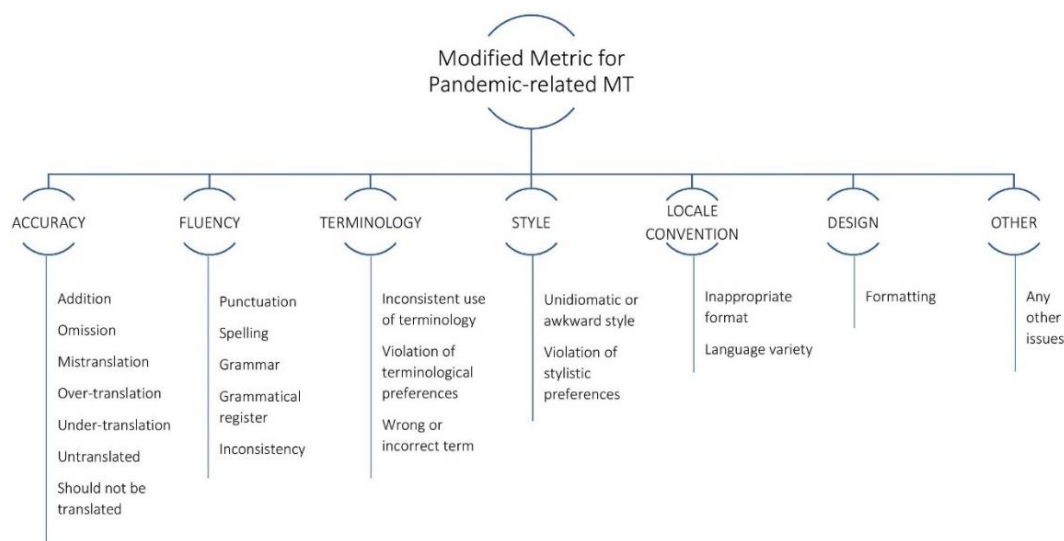 Modified Metric for
Pandemic-related MT
ACCURACY
FLUENCY
TERMINOLOGY
STYLE
LOCALE
CONVENTION
DESIGN
OTHER
Addition
Omission
Mistranslation
Over-translation
Under-translation
Untranslated
Should not be
translated
Punctuation
Spelling
Grammar
Grammatical
register
Inconsistency
Inconsistent use
of terminology
Violation of
terminological
preferences
Wrong or
incorrect term
Unidiomatic or
awkward style
Violation of
stylistic
preferences
Inappropriate
format
Language variety
Formatting
Any
other
issues